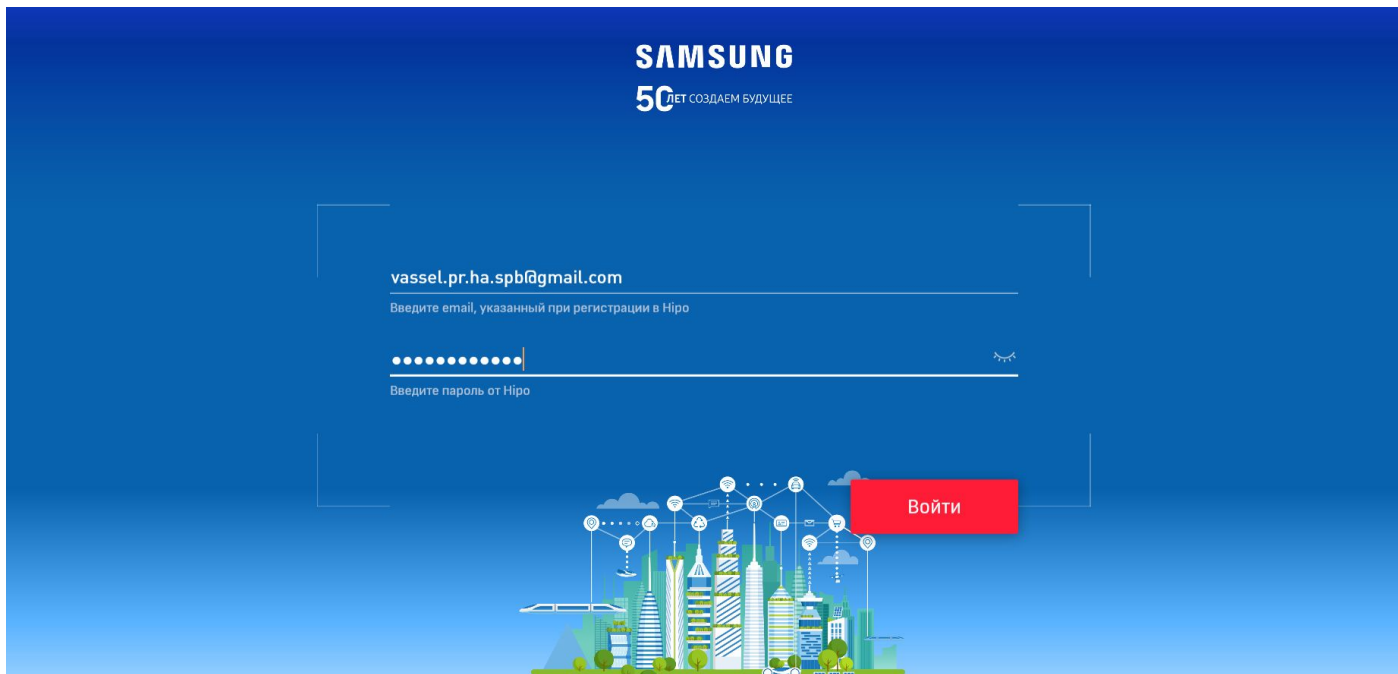 SAMSUNG
50 ЛЕТ СОЗДАЕМ БУДУЩЕЕ
vassel.pr.ha.spb@gmail.com
Введите email, указанный при регистрации в Hipo
●●●●●●●●●●●●
Введите пароль от Hipo
Войти